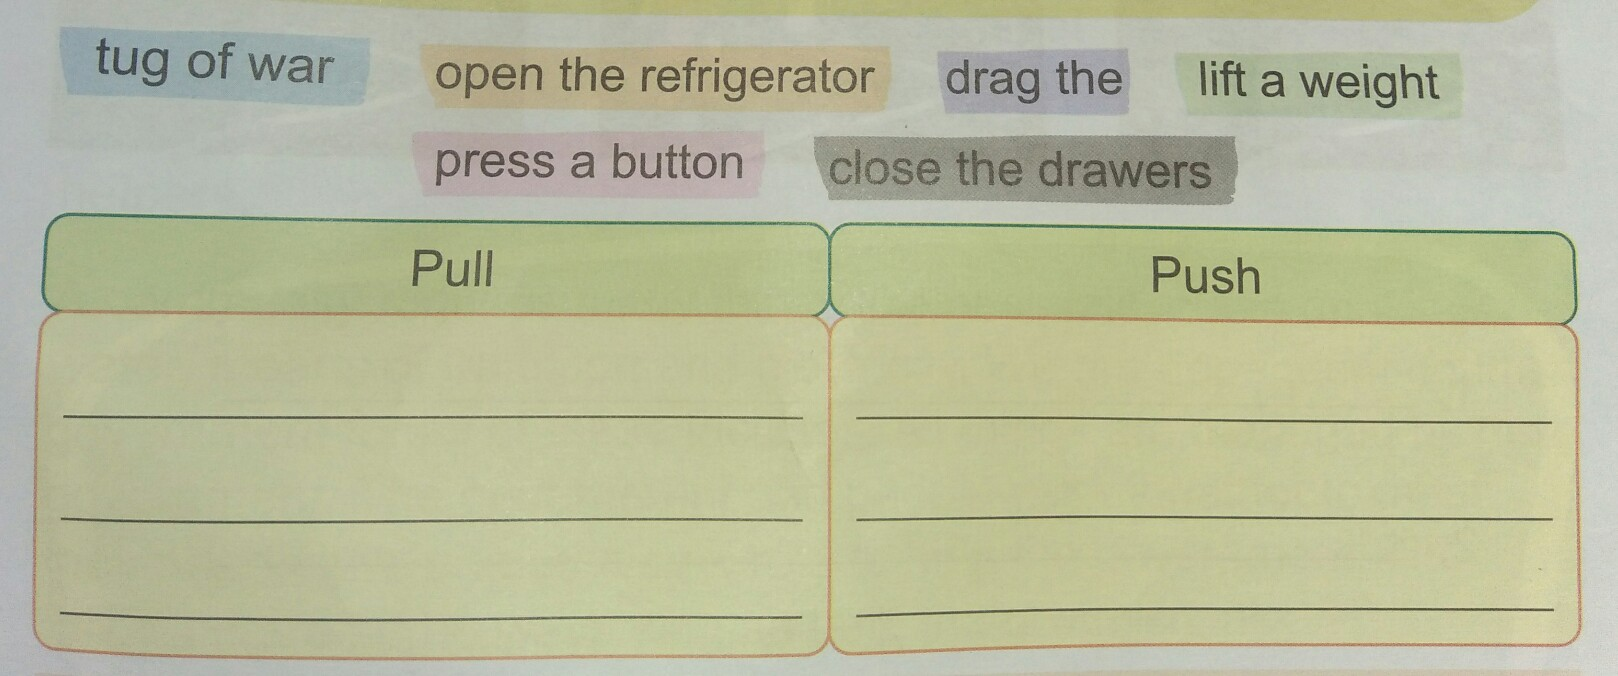 tug of war open the refrigerator drag the lift a weight
press a button close the drawers
Pull Push